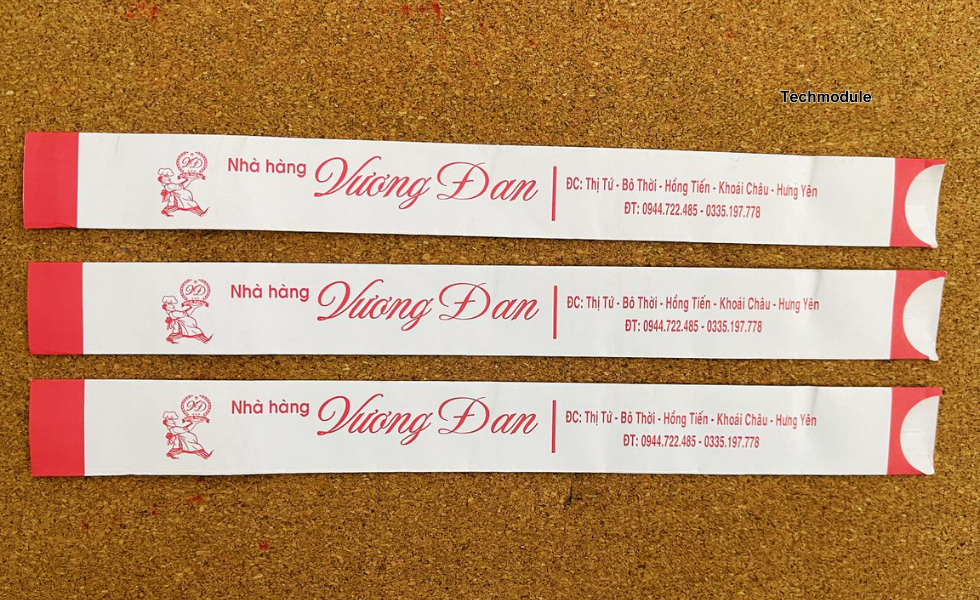 Techmodule
VĐ
Nhà hàng Vương Đan
ĐC: Thị Tứ - Bô Thời - Hồng Tiến - Khoái Châu - Hưng Yên
ĐT: 0944.722.485 - 0335.197.778
VĐ
Nhà hàng Vương Đan
ĐC: Thị Tứ - Bô Thời - Hồng Tiến - Khoái Châu - Hưng Yên
ĐT: 0944.722.485 - 0335.197.778
VĐ
Nhà hàng Vương Đan
ĐC: Thị Tứ - Bô Thời - Hồng Tiến - Khoái Châu - Hưng Yên
ĐT: 0944.722.485 - 0335.197.778